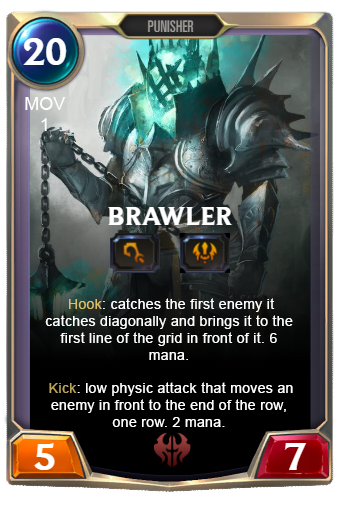 PUNISHER
20
MOV
1
BRAWLER
Hook: catches the first enemy it
catches diagonally and brings it to the
first line of the grid in front of it. 6
mana.
Kick: low physic attack that moves an
enemy in front to the end of the row,
one row. 2 mana.
5
7